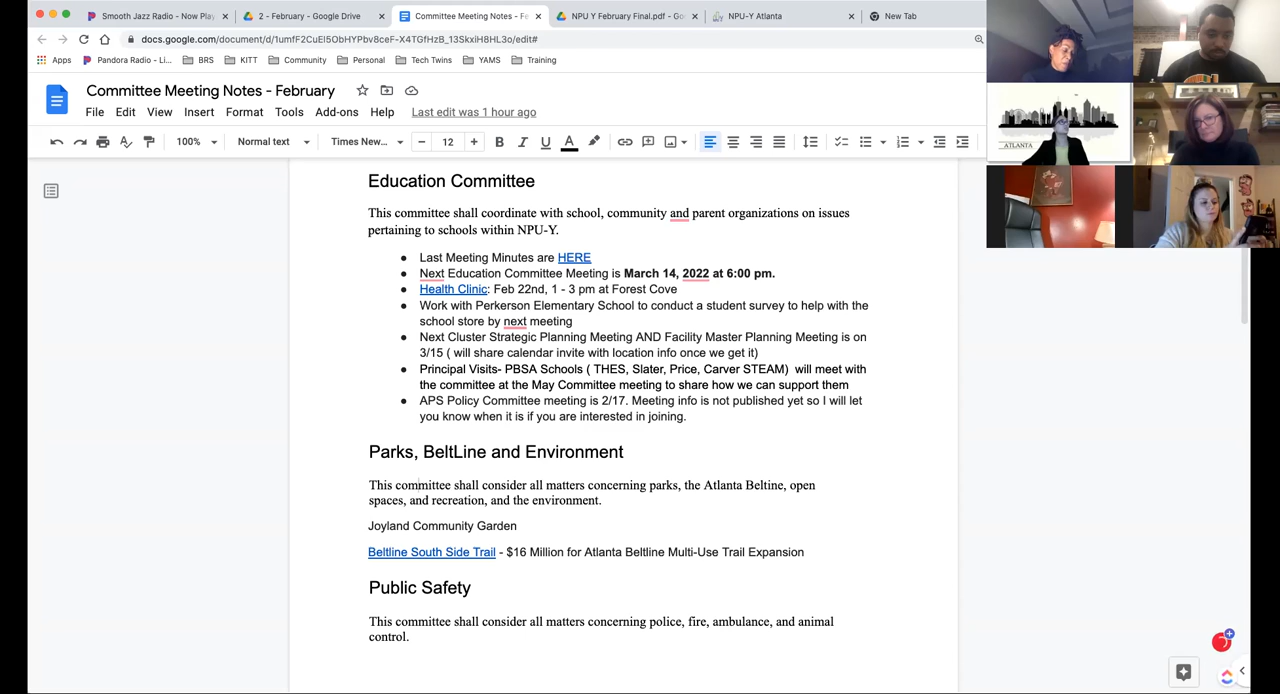 Smooth Jazz Radio - Now Play
2 - February - Google Drive
Committee Meeting Notes - Fe
NPU Y February Final.pdf - Go
NPU-Y Atlanta
New Tab
Apps
Pandora Radio - Li...
BRS
KITT
Community
Personal
Tech Twins
YAMS
Training
Committee Meeting Notes - February
File Edit View Insert Format Tools Add-ons Help Last edit was 1 hour ago
100% Normal text Times New... 12 B I U A
ATLANTA
Education Committee
This committee shall coordinate with school, community and parent organizations on issues
pertaining to schools within NPU-Y.
● Last Meeting Minutes are HERE
● Next Education Committee Meeting is March 14, 2022 at 6:00 pm.
● Health Clinic: Feb 22nd, 1 - 3 pm at Forest Cove
● Work with Perkerson Elementary School to conduct a student survey to help with the
school store by next meeting
● Next Cluster Strategic Planning Meeting AND Facility Master Planning Meeting is on
3/15 ( will share calendar invite with location info once we get it)
● Principal Visits- PBSA Schools ( THES, Slater, Price, Carver STEAM) will meet with
the committee at the May Committee meeting to share how we can support them
● APS Policy Committee meeting is 2/17. Meeting info is not published yet so I will let
you know when it is if you are interested in joining.
Parks, BeltLine and Environment
This committee shall consider all matters concerning parks, the Atlanta Beltine, open
spaces, and recreation, and the environment.
Joyland Community Garden
Beltline South Side Trail - $16 Million for Atlanta Beltline Multi-Use Trail Expansion
Public Safety
This committee shall consider all matters concerning police, fire, ambulance, and animal
control.